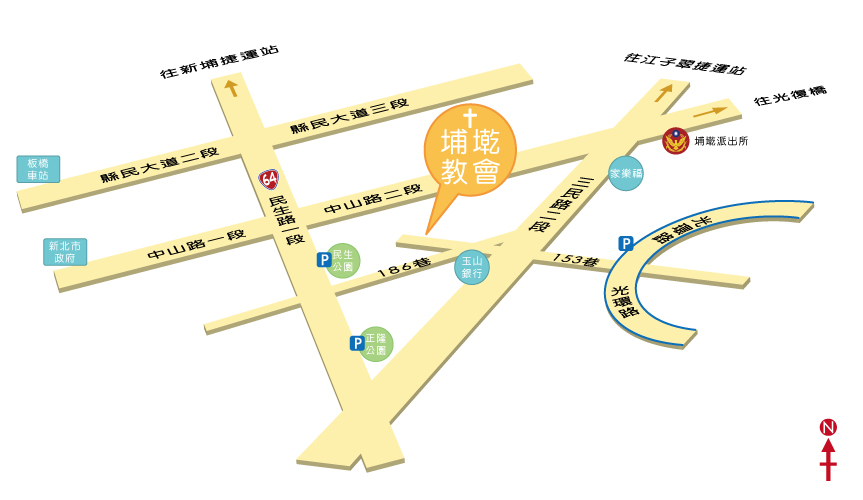 往新埔捷運站
往江子翠捷運站
往光復橋
縣民大道三段
埔墘
教會
埔墘派出所
板橋
車站
縣民大道二段
64
家樂福
民生路一段
中山路二段
三民路二段
光環路
新北市
政府
中山路一段
P
P
民生
公園
186巷
玉山
銀行
153巷
光環路
P
正隆
公園
N